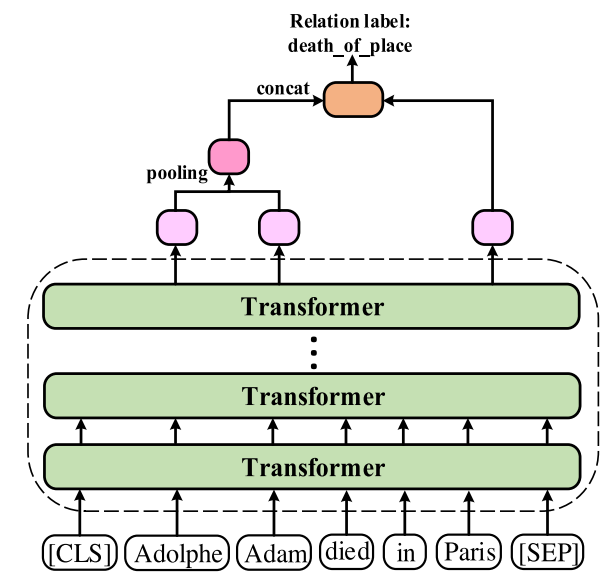 Relation label:
death_of_place
concat
pooling
Transformer
Transformer
Transformer
[CLS] Adolphe Adam died in Paris [SEP]